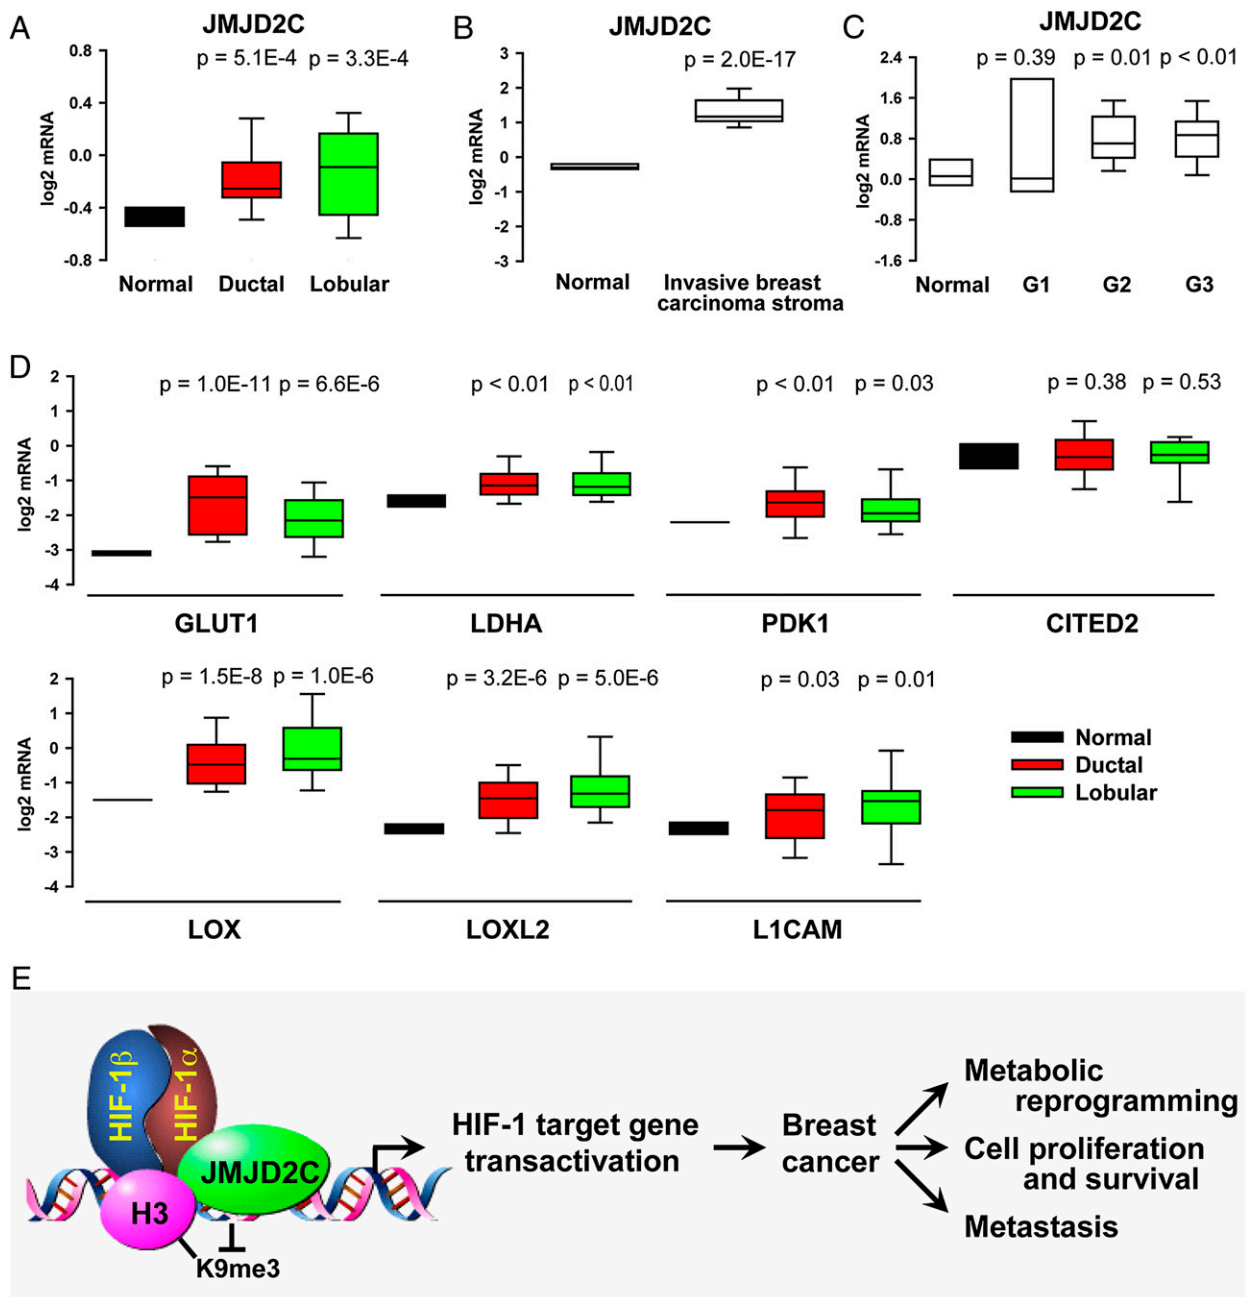 A
JMJD2C
p = 5.1E-4 p = 3.3E-4
log2 mRNA
0.8
0.4
0.0
-0.4
-0.8
Normal Ductal Lobular
B
JMJD2C
p = 2.0E-17
log2 mRNA
3
2
1
0
-1
-2
-3
Normal
Invasive breast
carcinoma stroma
C
JMJD2C
p = 0.39 p = 0.01 p < 0.01
log2 mRNA
2.4
1.6
0.8
0.0
-0.8
-1.6
Normal G1 G2 G3
D
log2 mRNA
2
1
0
-1
-2
-3
-4
p = 1.0E-11 p = 6.6E-6
GLUT1
p < 0.01 p < 0.01
LDHA
p < 0.01 p = 0.03
PDK1
p = 0.38 p = 0.53
CITED2
log2 mRNA
2
1
0
-1
-2
-3
-4
p = 1.5E-8 p = 1.0E-6
LOX
p = 3.2E-6 p = 5.0E-6
LOXL2
p = 0.03 p = 0.01
L1CAM
Normal
Ductal
Lobular
E
HIF-1β
HIF-1α
JMJD2C
H3
K9me3
HIF-1 target gene
transactivation
Breast
cancer
Metabolic
reprogramming
Cell proliferation
and survival
Metastasis